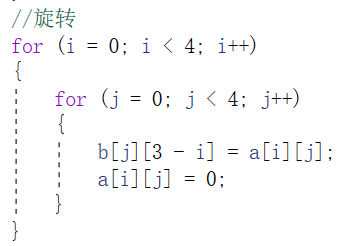 //旋转
for (i = 0; i < 4; i++)
{
    for (j = 0; j < 4; j++)
    {
        b[j][3 - i] = a[i][j];
        a[i][j] = 0;
    }
}